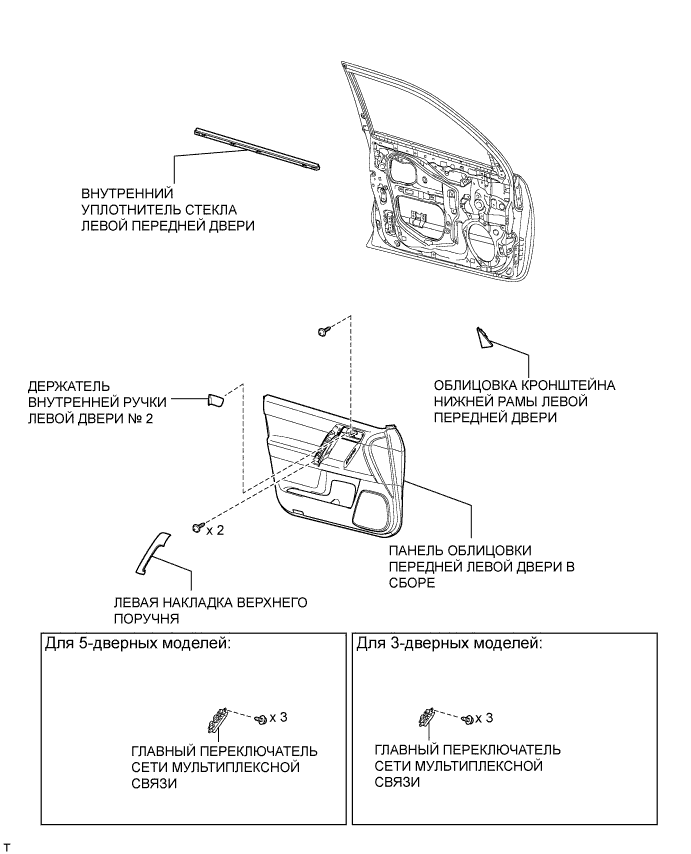 ВНУТРЕННИЙ
УПЛОТНИТЕЛЬ СТЕКЛА
ЛЕВОЙ ПЕРЕДНЕЙ ДВЕРИ
ДЕРЖАТЕЛЬ
ВНУТРЕННЕЙ РУЧКИ
ЛЕВОЙ ДВЕРИ № 2
ОБЛИЦОВКА КРОНШТЕЙНА
НИЖНЕЙ РАМЫ ЛЕВОЙ
ПЕРЕДНЕЙ ДВЕРИ
x 2
ПАНЕЛЬ ОБЛИЦОВКИ
ПЕРЕДНЕЙ ЛЕВОЙ ДВЕРИ В
СБОРЕ
ЛЕВАЯ НАКЛАДКА ВЕРХНЕГО
ПОРУЧНЯ
Для 5-дверных моделей:
x 3
ГЛАВНЫЙ ПЕРЕКЛЮЧАТЕЛЬ
СЕТИ МУЛЬТИПЛЕКСНОЙ
СВЯЗИ
Для 3-дверных моделей:
x 3
ГЛАВНЫЙ ПЕРЕКЛЮЧАТЕЛЬ
СЕТИ МУЛЬТИПЛЕКСНОЙ
СВЯЗИ
T